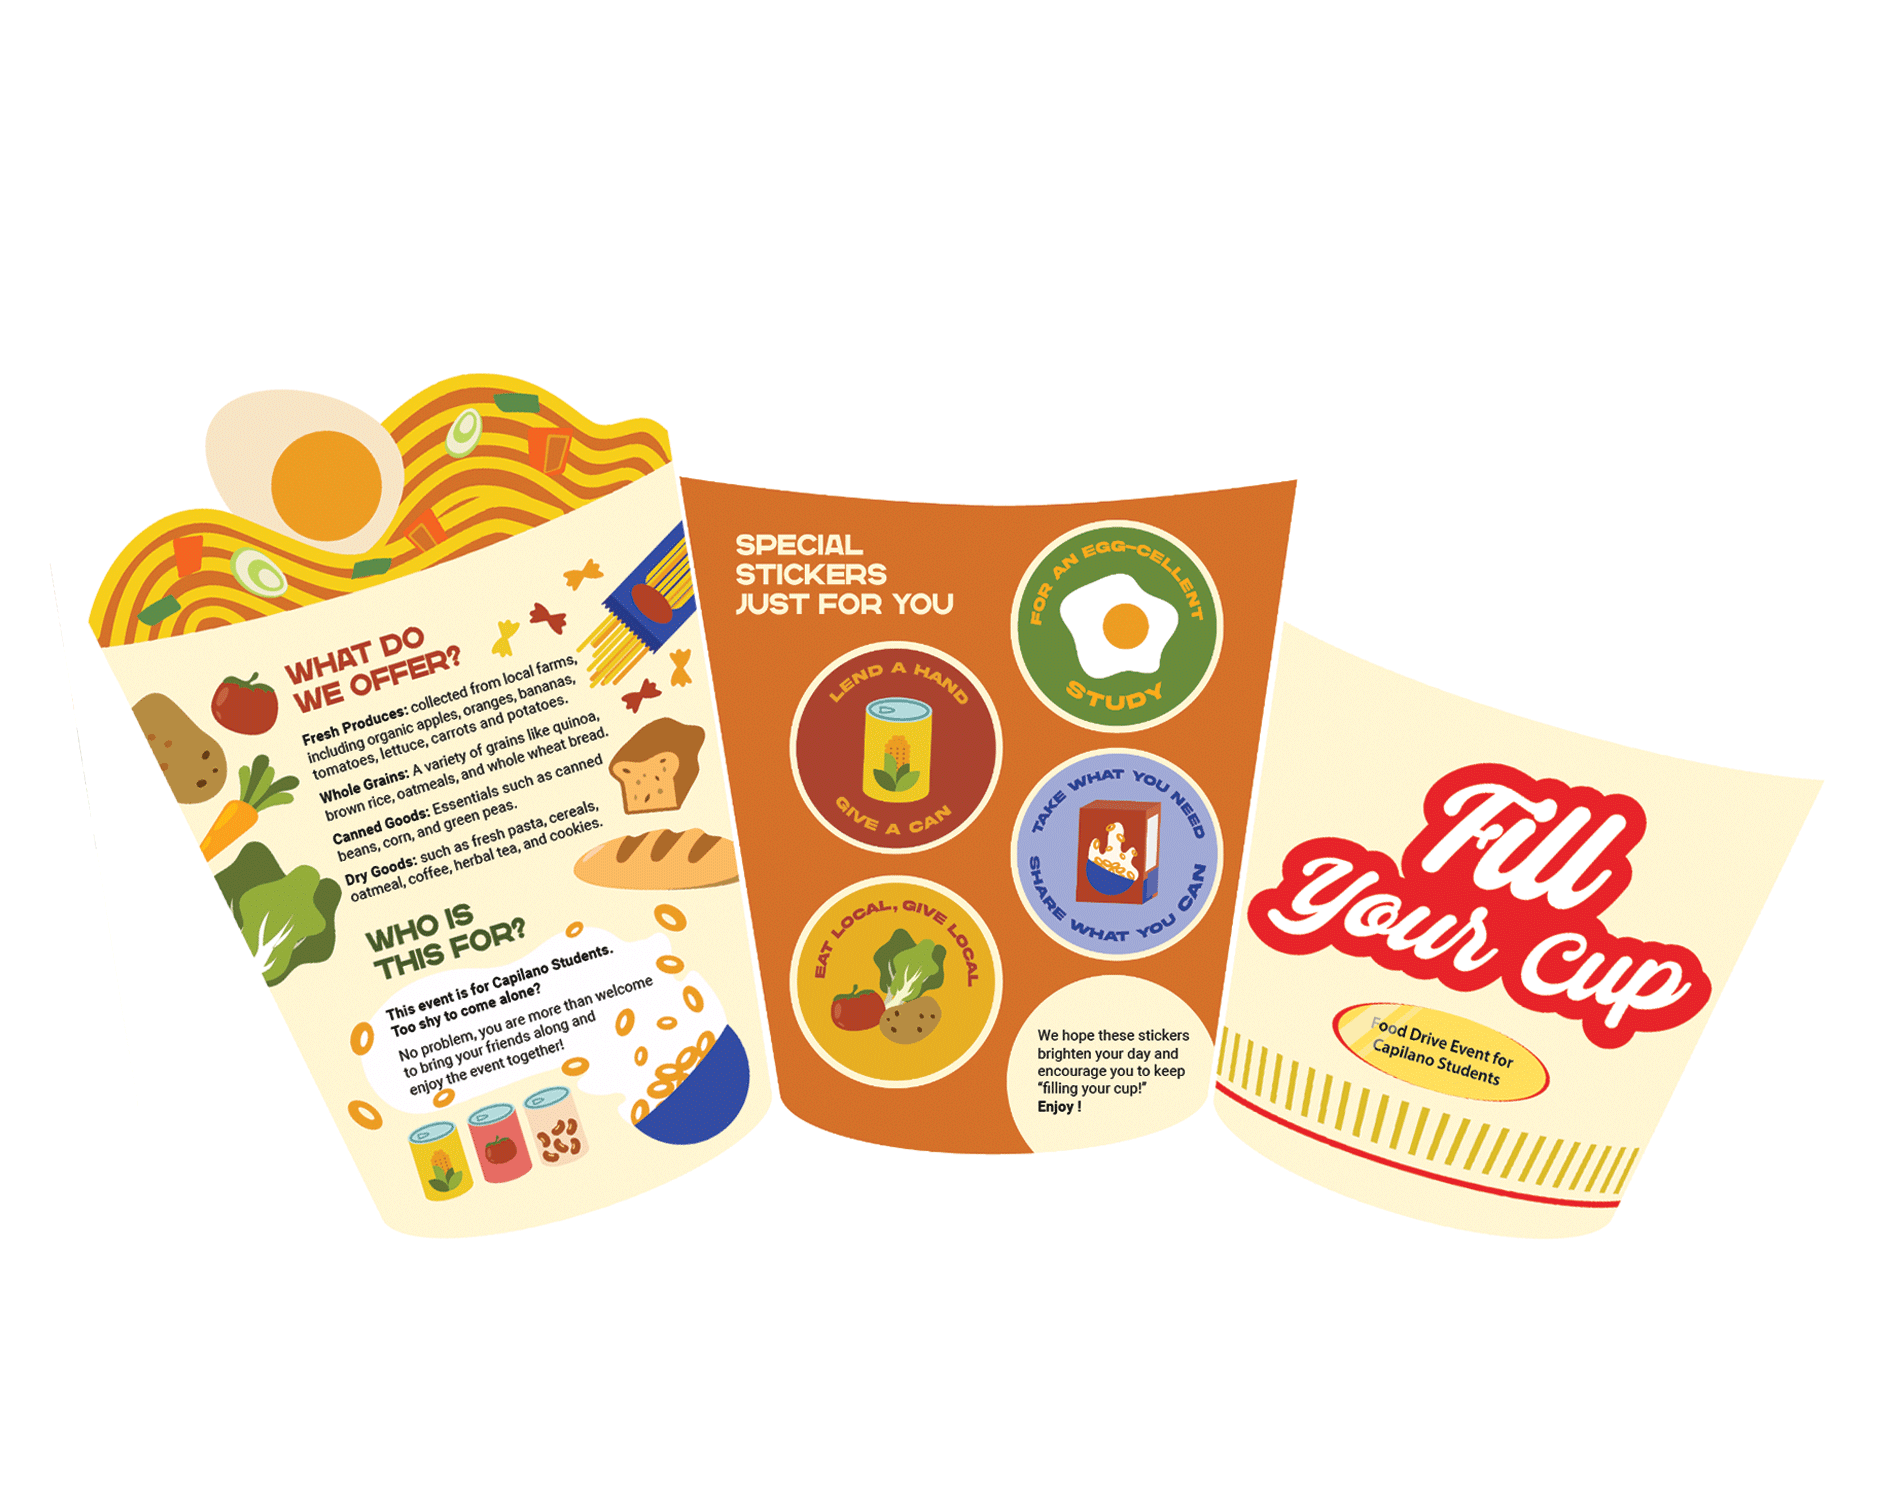 WHAT DO
WE OFFER?
Fresh Produces: collected from local farms,
including organic apples, oranges, bananas,
tomatoes, lettuce, carrots and potatoes.
Whole Grains: A variety of grains like quinoa,
brown rice, oatmeals, and whole wheat bread.
Canned Goods: Essentials such as canned
beans, corn, and green peas.
Dry Goods: such as fresh pasta, cereals,
oatmeal, coffee, herbal tea, and cookies.
WHO IS
THIS FOR?
This event is for Capilano Students.
Too shy to come alone?
No problem, you are more than welcome
to bring your friends along and
enjoy the event together!
SPECIAL
STICKERS
JUST FOR YOU
FOR AN EGG-CELLENT
STUDY
LEND A HAND
GIVE A CAN
TAKE WHAT YOU NEED
SHARE WHAT YOU CAN
EAT LOCAL, GIVE LOCAL
We hope these stickers
brighten your day and
encourage you to keep
“filling your cup!”
Enjoy !
Fill
Your Cup
Food Drive Event for
Capilano Students